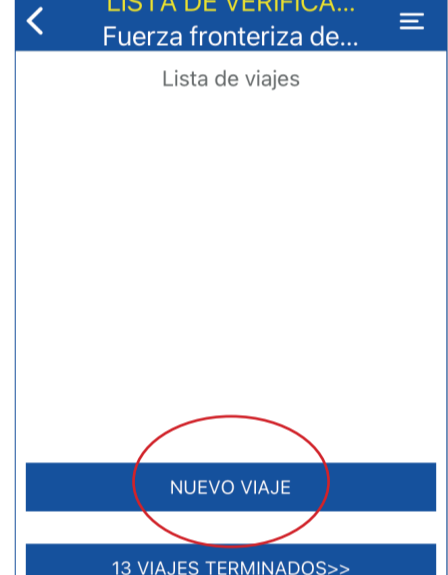 LISTA DE VERIFICA...
Fuerza fronteriza de...
Lista de viajes
NUEVO VIAJE
13 VIAJES TERMINADOS>>